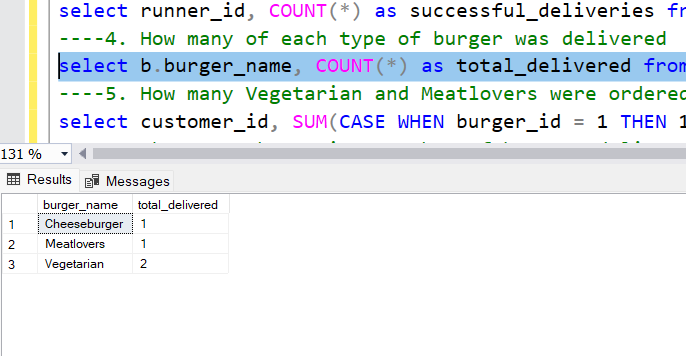 select runner_id, COUNT(*) as successful_deliveries fr
----4. How many of each type of burger was delivered
select b.burger_name, COUNT(*) as total_delivered from
----5. How many Vegetarian and Meatlovers were ordered
select customer_id, SUM(CASE WHEN burger_id = 1 THEN 1
131 %
Results Messages
burger_name total_delivered
1 Cheeseburger 1
2 Meatlovers 1
3 Vegetarian 2